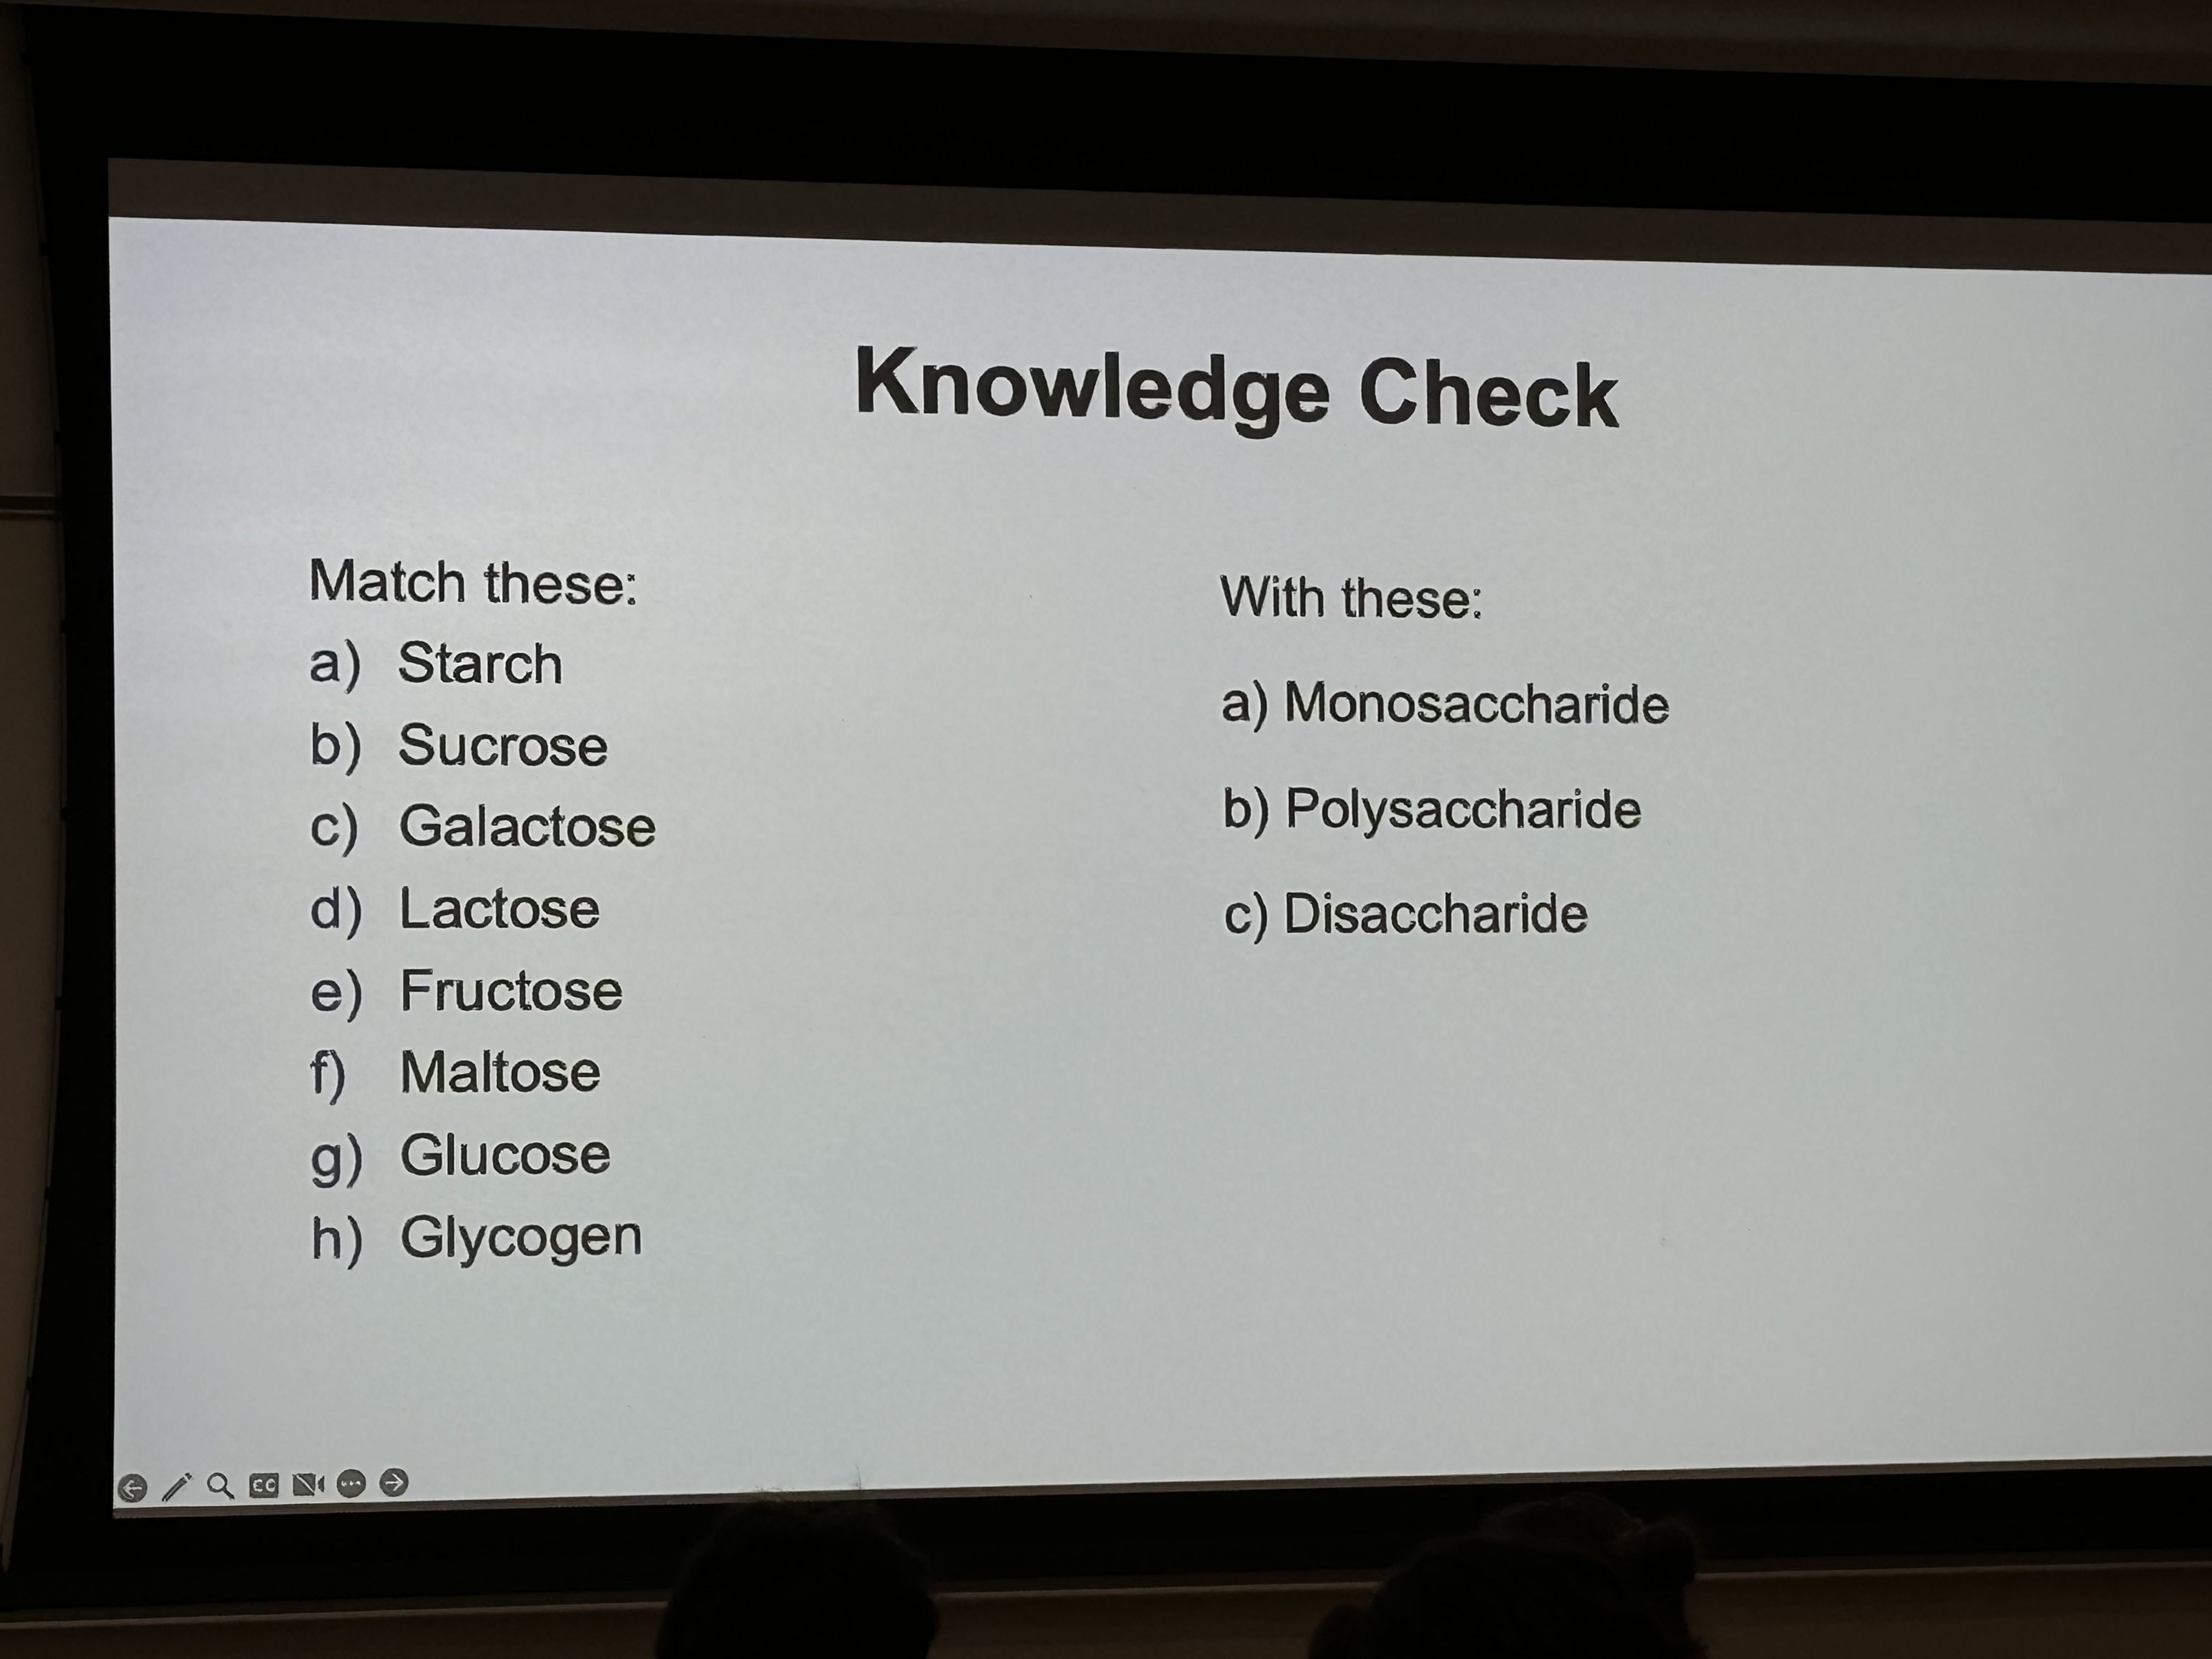 Knowledge Check
Match these:
a) Starch
b) Sucrose
c) Galactose
d) Lactose
e) Fructose
f) Maltose
g) Glucose
h) Glycogen
With these:
a) Monosaccharide
b) Polysaccharide
c) Disaccharide
CC